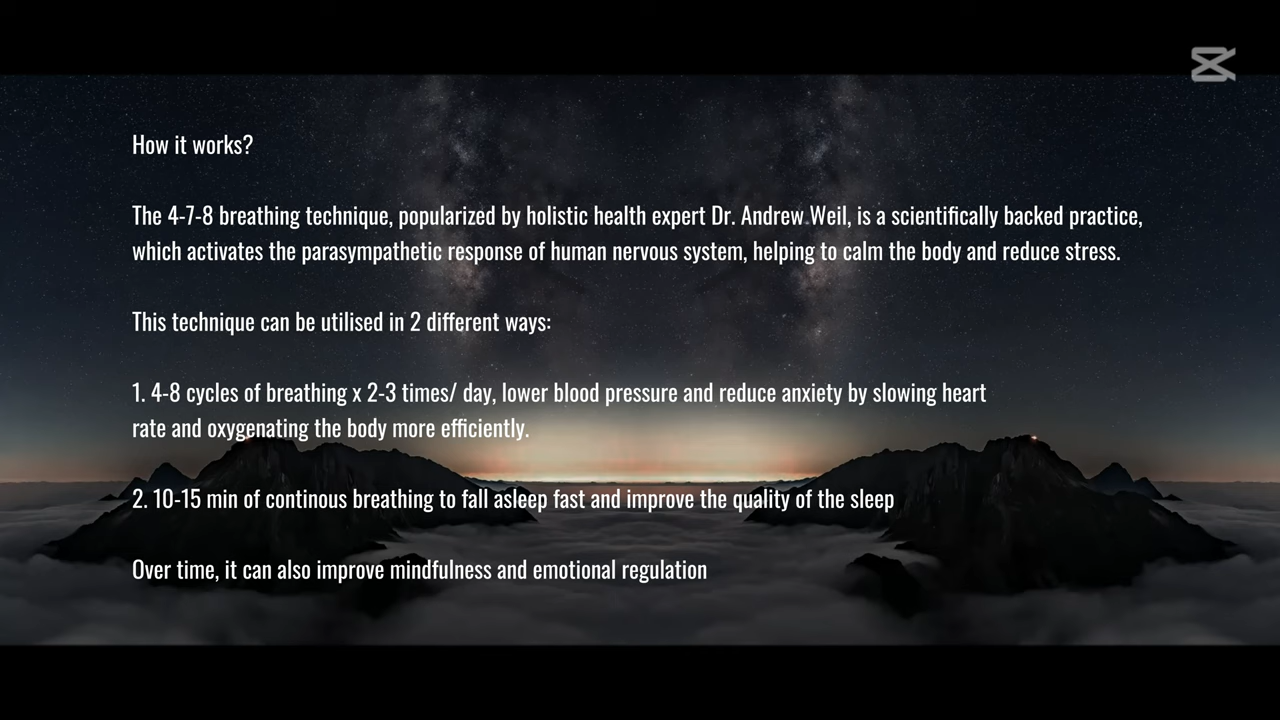 How it works?
The 4-7-8 breathing technique, popularized by holistic health expert Dr. Andrew Weil, is a scientifically backed practice,
which activates the parasympathetic response of human nervous system, helping to calm the body and reduce stress.
This technique can be utilised in 2 different ways:
1. 4-8 cycles of breathing x 2-3 times/ day, lower blood pressure and reduce anxiety by slowing heart
rate and oxygenating the body more efficiently.
2. 10-15 min of continous breathing to fall asleep fast and improve the quality of the sleep
Over time, it can also improve mindfulness and emotional regulation